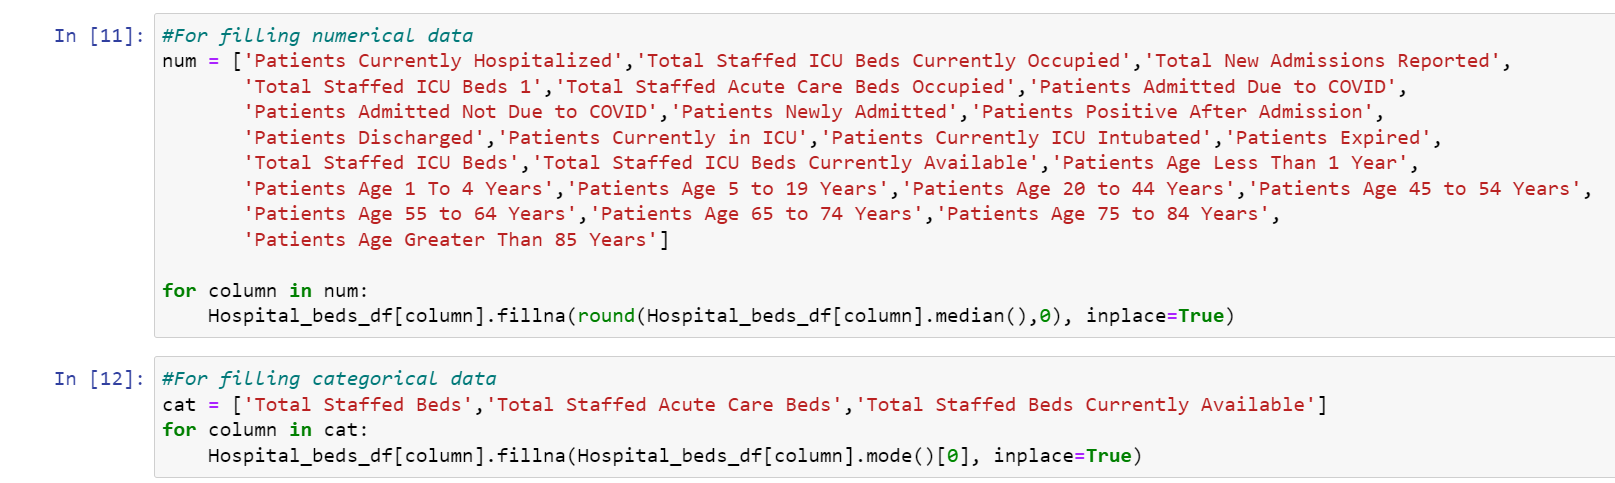 In [11]: #For filling numerical data
num = ['Patients Currently Hospitalized','Total Staffed ICU Beds Currently Occupied','Total New Admissions Reported',
'Total Staffed ICU Beds 1','Total Staffed Acute Care Beds Occupied','Patients Admitted Due to COVID',
'Patients Admitted Not Due to COVID','Patients Newly Admitted','Patients Positive After Admission',
'Patients Discharged','Patients Currently in ICU','Patients Currently ICU Intubated','Patients Expired',
'Total Staffed ICU Beds','Total Staffed ICU Beds Currently Available','Patients Age Less Than 1 Year',
'Patients Age 1 To 4 Years','Patients Age 5 to 19 Years','Patients Age 20 to 44 Years','Patients Age 45 to 54 Years',
'Patients Age 55 to 64 Years','Patients Age 65 to 74 Years','Patients Age 75 to 84 Years',
'Patients Age Greater Than 85 Years']
for column in num:
Hospital_beds_df[column].fillna(round(Hospital_beds_df[column].median(),0), inplace=True)
In [12]: #For filling categorical data
cat = ['Total Staffed Beds','Total Staffed Acute Care Beds','Total Staffed Beds Currently Available']
for column in cat:
Hospital_beds_df[column].fillna(Hospital_beds_df[column].mode()[0], inplace=True)